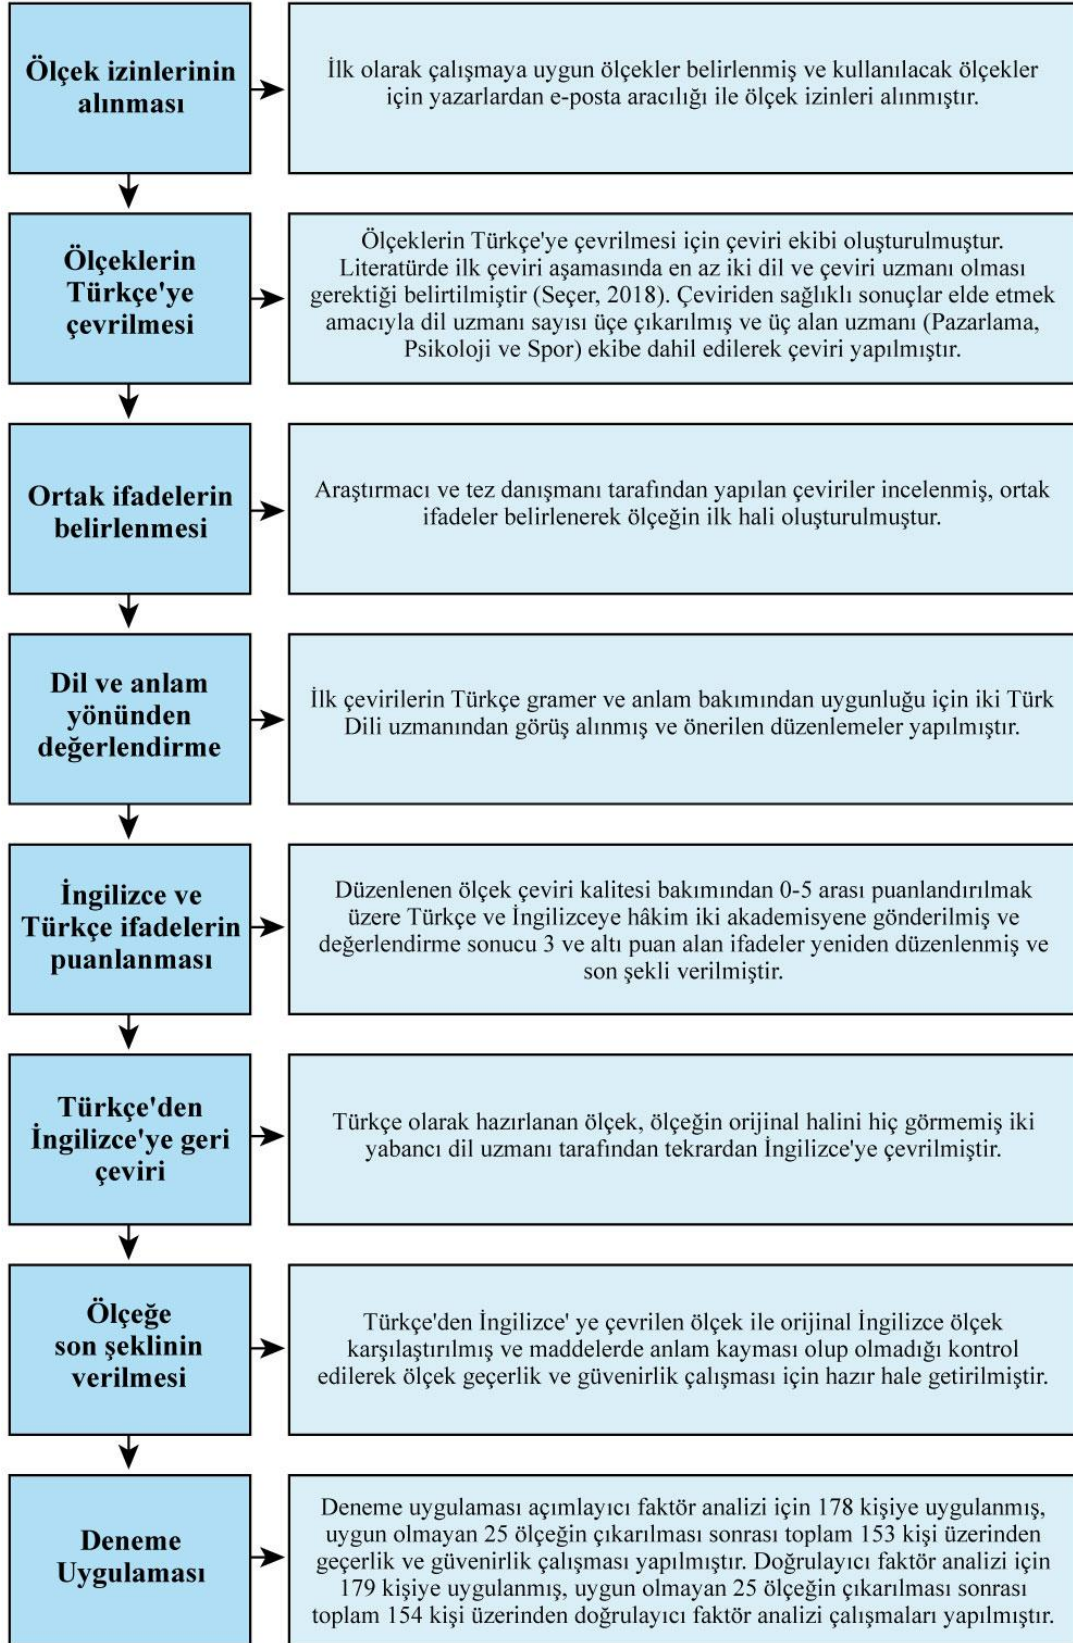 Ölçek izinlerinin
alınması
İlk olarak çalışmaya uygun ölçekler belirlenmiş ve kullanılacak ölçekler
için yazarlardan e-posta aracılığı ile ölçek izinleri alınmıştır.
Ölçeklerin
Türkçe'ye
çevrilmesi
Ölçeklerin Türkçe'ye çevrilmesi için çeviri ekibi oluşturulmuştur.
Literatürde ilk çeviri aşamasında en az iki dil ve çeviri uzmanı olması
gerektiği belirtilmiştir (Seçer, 2018). Çeviriden sağlıklı sonuçlar elde etmek
amacıyla dil uzmanı sayısı üçe çıkarılmış ve üç alan uzmanı (Pazarlama,
Psikoloji ve Spor) ekibe dahil edilerek çeviri yapılmıştır.
Ortak ifadelerin
belirlenmesi
Araştırmacı ve tez danışmanı tarafından yapılan çeviriler incelenmiş, ortak
ifadeler belirlenerek ölçeğin ilk hali oluşturulmuştur.
Dil ve anlam
yönünden
değerlendirme
İlk çevirilerin Türkçe gramer ve anlam bakımından uygunluğu için iki Türk
Dili uzmanından görüş alınmış ve önerilen düzenlemeler yapılmıştır.
İngilizce ve
Türkçe ifadelerin
puanlanması
Düzenlenen ölçek çeviri kalitesi bakımından 0-5 arası puanlandırılmak
üzere Türkçe ve İngilizceye hâkim iki akademisyene gönderilmiş ve
değerlendirme sonucu 3 ve altı puan alan ifadeler yeniden düzenlenmiş ve
son şekli verilmiştir.
Türkçe'den
İngilizce'ye geri
çeviri
Türkçe olarak hazırlanan ölçek, ölçeğin orijinal halini hiç görmemiş iki
yabancı dil uzmanı tarafından tekrardan İngilizce'ye çevrilmiştir.
Ölçeğe
son şeklinin
verilmesi
Türkçe'den İngilizce' ye çevrilen ölçek ile orijinal İngilizce ölçek
karşılaştırılmış ve maddelerde anlam kayması olup olmadığı kontrol
edilerek ölçek geçerlik ve güvenirlik çalışması için hazır hale getirilmiştir.
Deneme
Uygulaması
Deneme uygulaması açımlayıcı faktör analizi için 178 kişiye uygulanmış,
uygun olmayan 25 ölçeğin çıkarılması sonrası toplam 153 kişi üzerinden
geçerlik ve güvenirlik çalışması yapılmıştır. Doğrulayıcı faktör analizi için
179 kişiye uygulanmış, uygun olmayan 25 ölçeğin çıkarılması sonrası
toplam 154 kişi üzerinden doğrulayıcı faktör analizi çalışmaları yapılmıştır.